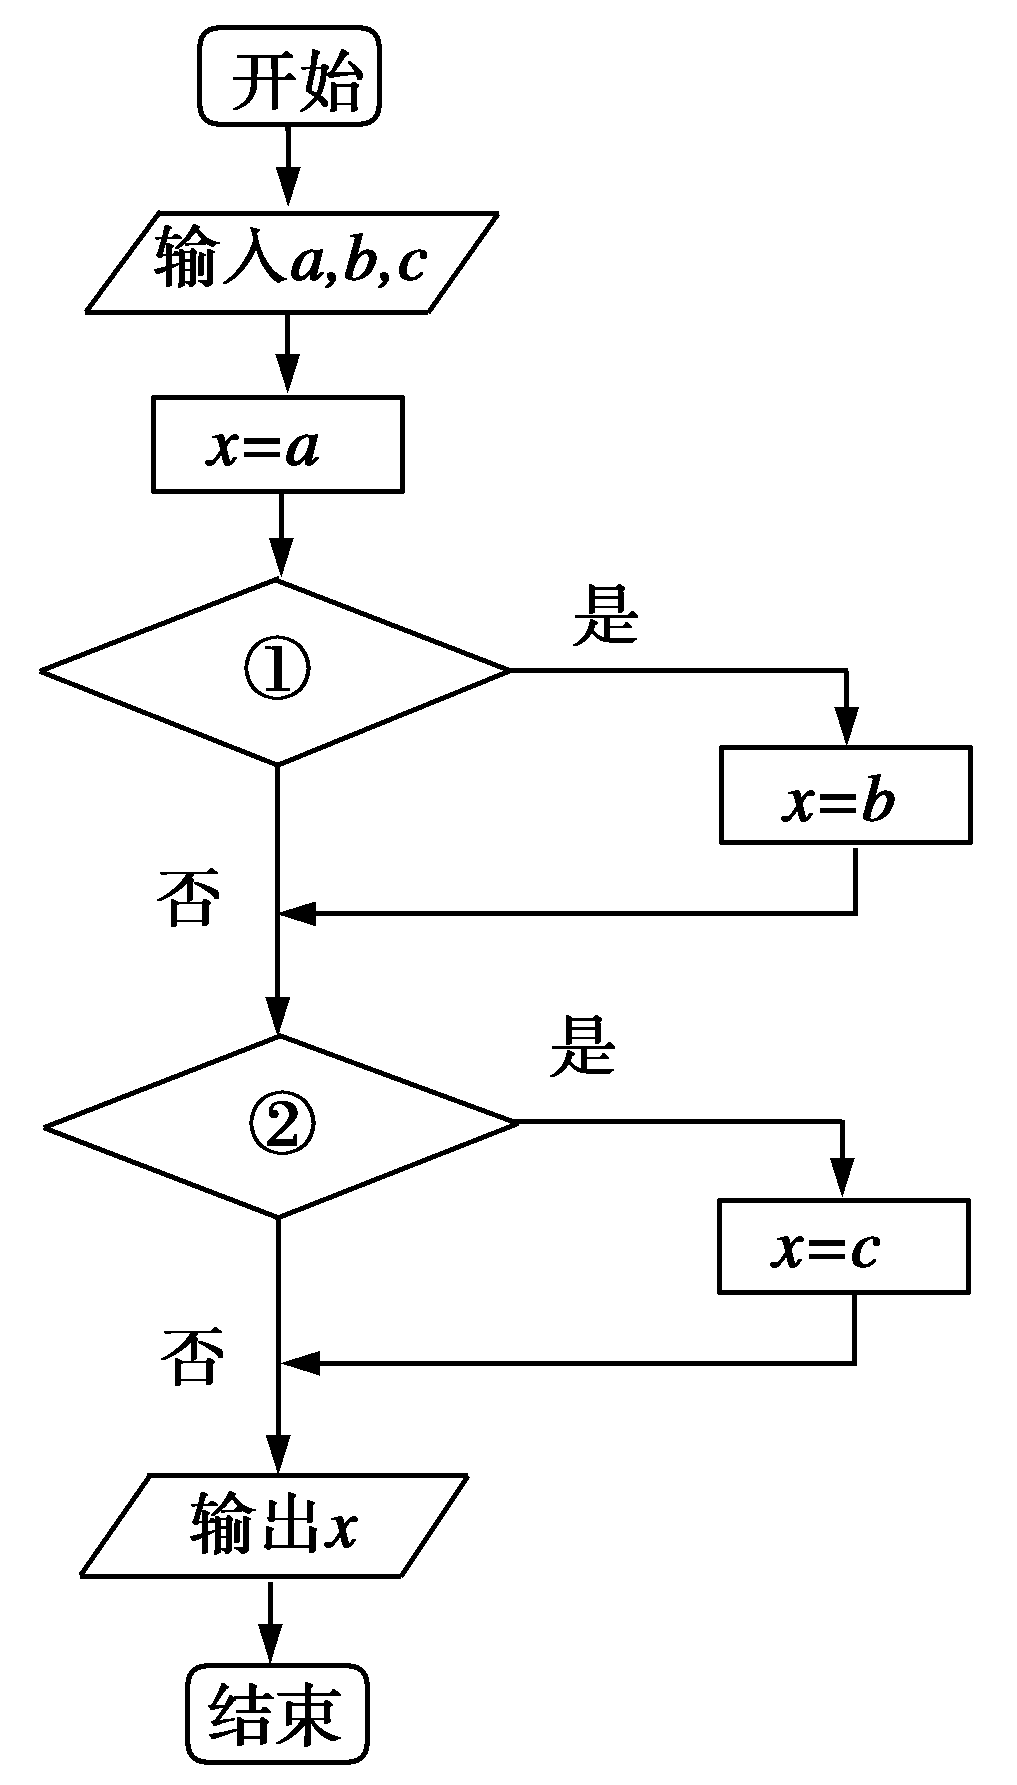 开始
输入a,b,c
x=a
①
是
x=b
否
②
是
x=c
否
输出x
结束